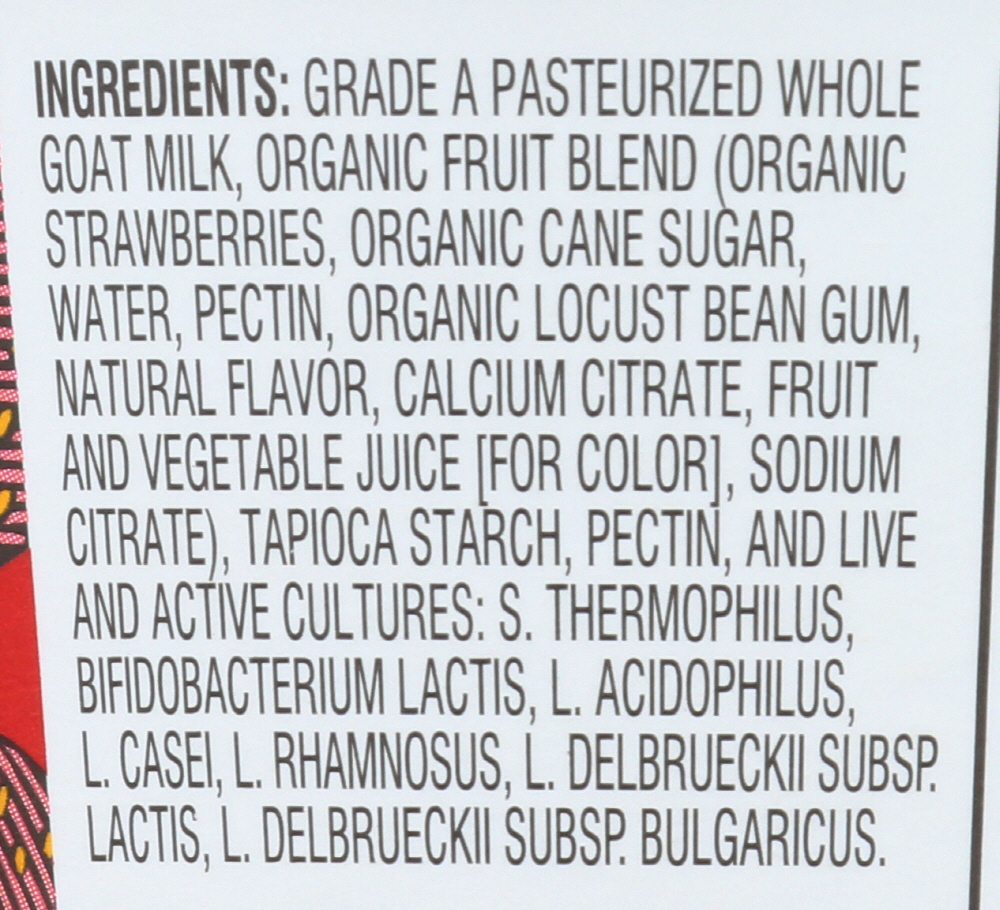 INGREDIENTS: GRADE A PASTEURIZED WHOLE
GOAT MILK, ORGANIC FRUIT BLEND (ORGANIC
STRAWBERRIES, ORGANIC CANE SUGAR,
WATER, PECTIN, ORGANIC LOCUST BEAN GUM,
NATURAL FLAVOR, CALCIUM CITRATE, FRUIT
AND VEGETABLE JUICE [FOR COLOR], SODIUM
CITRATE), TAPIOCA STARCH, PECTIN, AND LIVE
AND ACTIVE CULTURES: S. THERMOPHILUS,
BIFIDOBACTERIUM LACTIS, L. ACIDOPHILUS,
L. CASEI, L. RHAMNOSUS, L. DELBRUECKII SUBSP.
LACTIS, L. DELBRUECKII SUBSP. BULGARICUS.